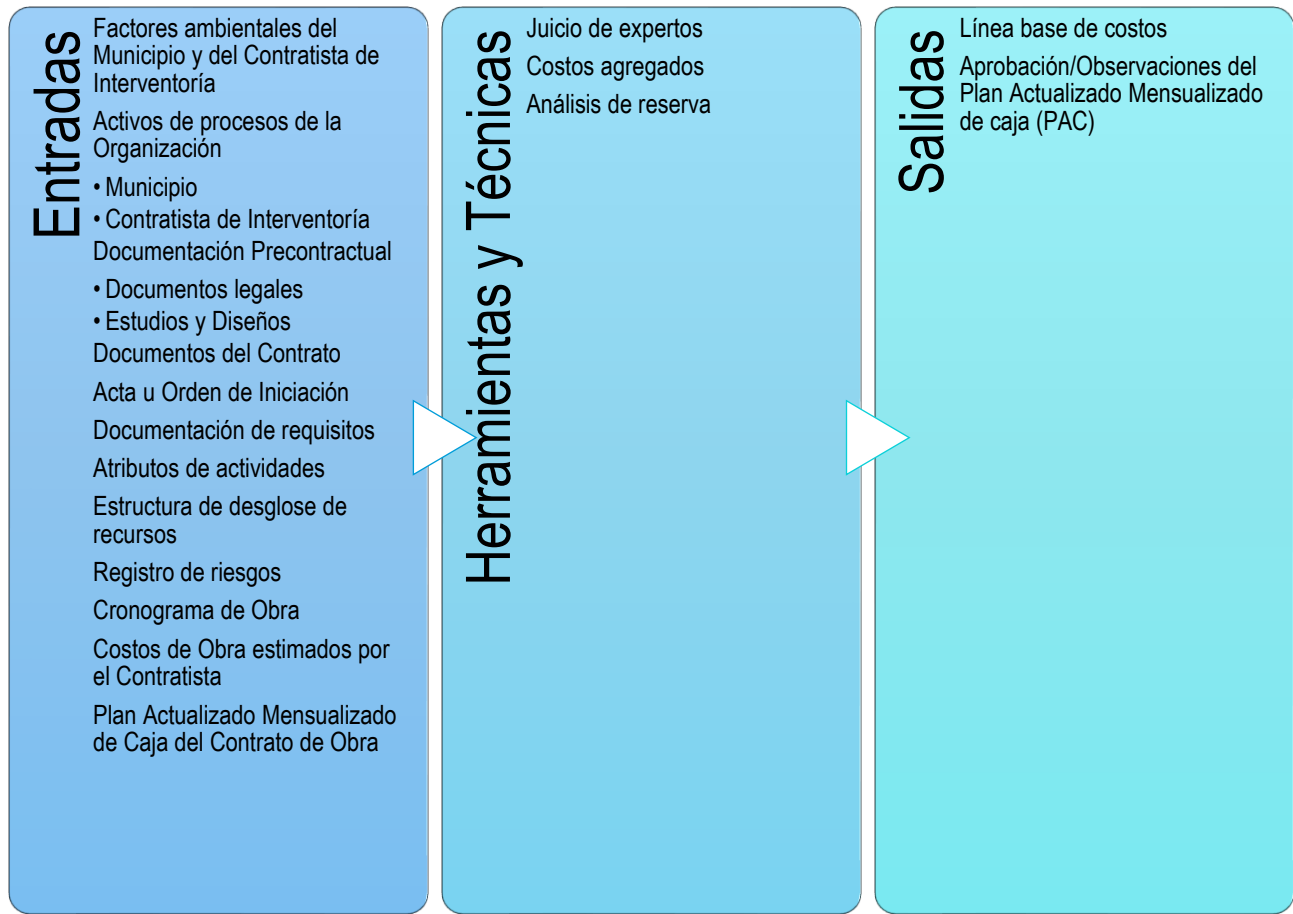 Entradas
Factores ambientales del
Municipio y del Contratista de
Interventoría
Activos de procesos de la
Organización
• Municipio
• Contratista de Interventoría
Documentación Precontractual
• Documentos legales
• Estudios y Diseños
Documentos del Contrato
Acta u Orden de Iniciación
Documentación de requisitos
Atributos de actividades
Estructura de desglose de
recursos
Registro de riesgos
Cronograma de Obra
Costos de Obra estimados por
el Contratista
Plan Actualizado Mensualizado
de Caja del Contrato de Obra
Herramientas y Técnicas
Juicio de expertos
Costos agregados
Análisis de reserva
Salidas
Línea base de costos
Aprobación/Observaciones del
Plan Actualizado Mensualizado
de caja (PAC)